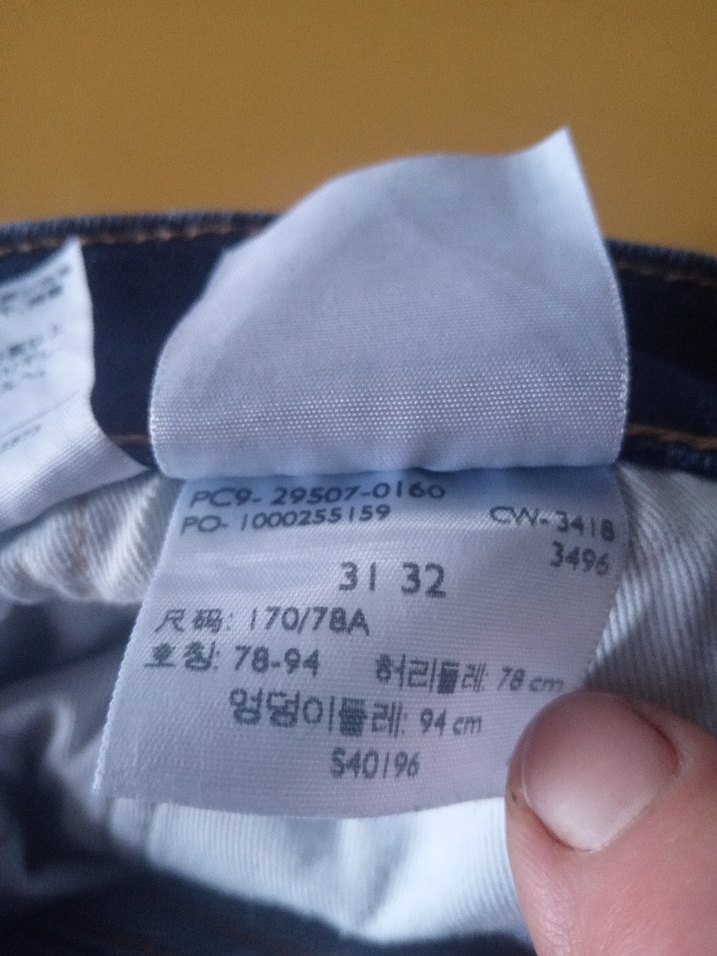 PC9- 29507-0160
PO- 1000255159 CW-3418
3496
31 32
尺码: 170/78A
호칭: 78-94 허리둘레: 78 cm
엉덩이둘레: 94 cm
S40196